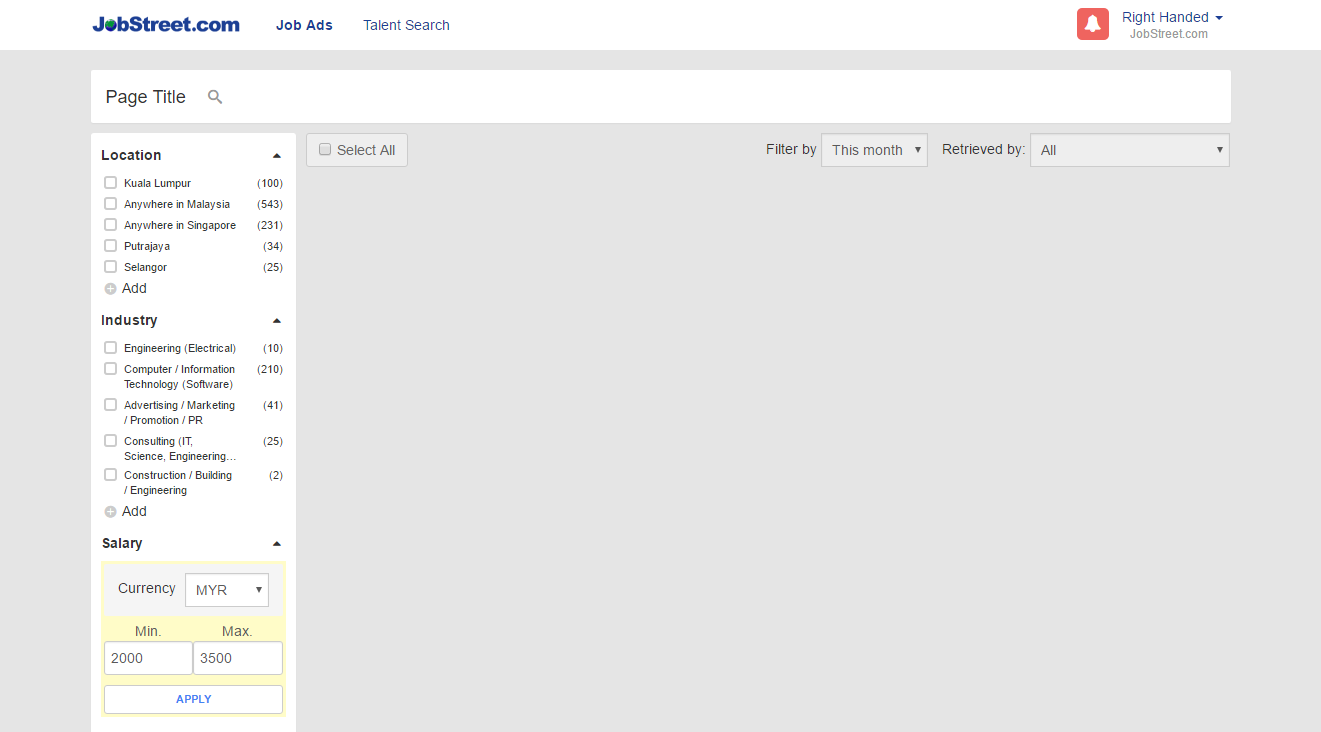 JobStreet.com
Job Ads
Talent Search
Right Handed
JobStreet.com
Page Title
Location
Kuala Lumpur (100)
Anywhere in Malaysia (543)
Anywhere in Singapore (231)
Putrajaya (34)
Selangor (25)
Add
Industry
Engineering (Electrical) (10)
Computer / Information (210)
Technology (Software)
Advertising / Marketing (41)
/ Promotion / PR
Consulting (IT, (25)
Science, Engineering...
Construction / Building (2)
/ Engineering
Add
Salary
Currency MYR
Min. Max.
2000 3500
APPLY
Select All
Filter by This month
Retrieved by: All